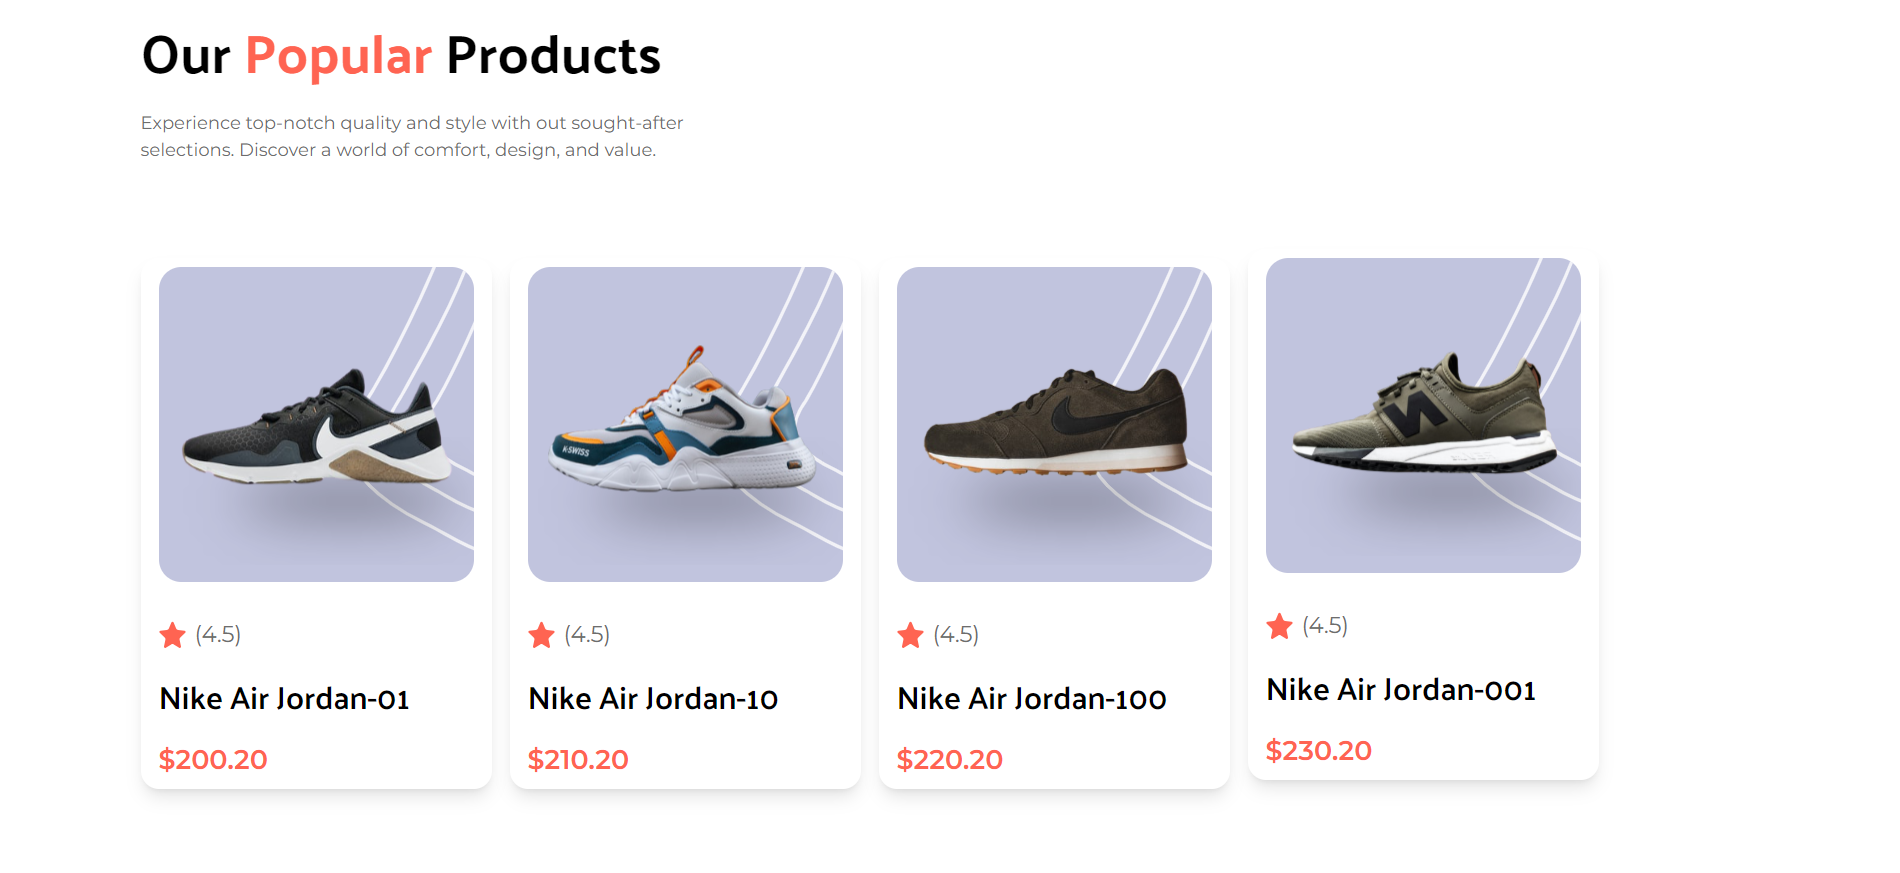 Our Popular Products
Experience top-notch quality and style with out sought-after
selections. Discover a world of comfort, design, and value.
K-SWISS
(4.5)
Nike Air Jordan-01
$200.20
(4.5)
Nike Air Jordan-10
$210.20
(4.5)
Nike Air Jordan-100
$220.20
(4.5)
Nike Air Jordan-001
$230.20